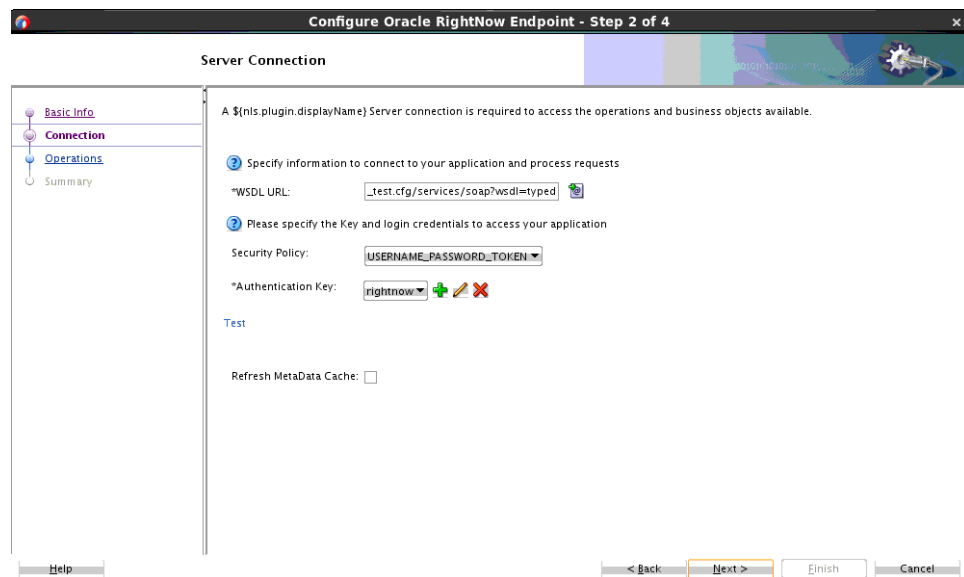 Configure Oracle RightNow Endpoint - Step 2 of 4
Server Connection
Basic Info
Connection
Operations
Summary
A ${nls.plugin.displayName} Server connection is required to access the operations and business objects available.
Specify information to connect to your application and process requests
*WSDL URL: _test.cfg/services/soap?wsdl=typed
Please specify the Key and login credentials to access your application
Security Policy: USERNAME_PASSWORD_TOKEN
*Authentication Key: rightnow
Test
Refresh MetaData Cache:
Help < Back Next > Finish Cancel